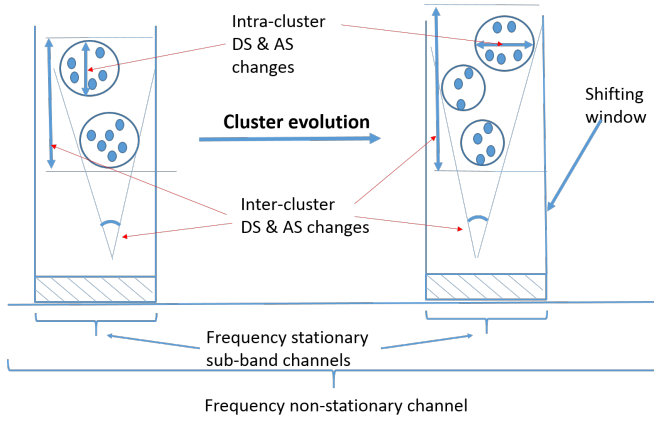 Intra-cluster
DS & AS
changes
Shifting
window
Cluster evolution
Inter-cluster
DS & AS changes
Frequency stationary
sub-band channels
Frequency non-stationary channel